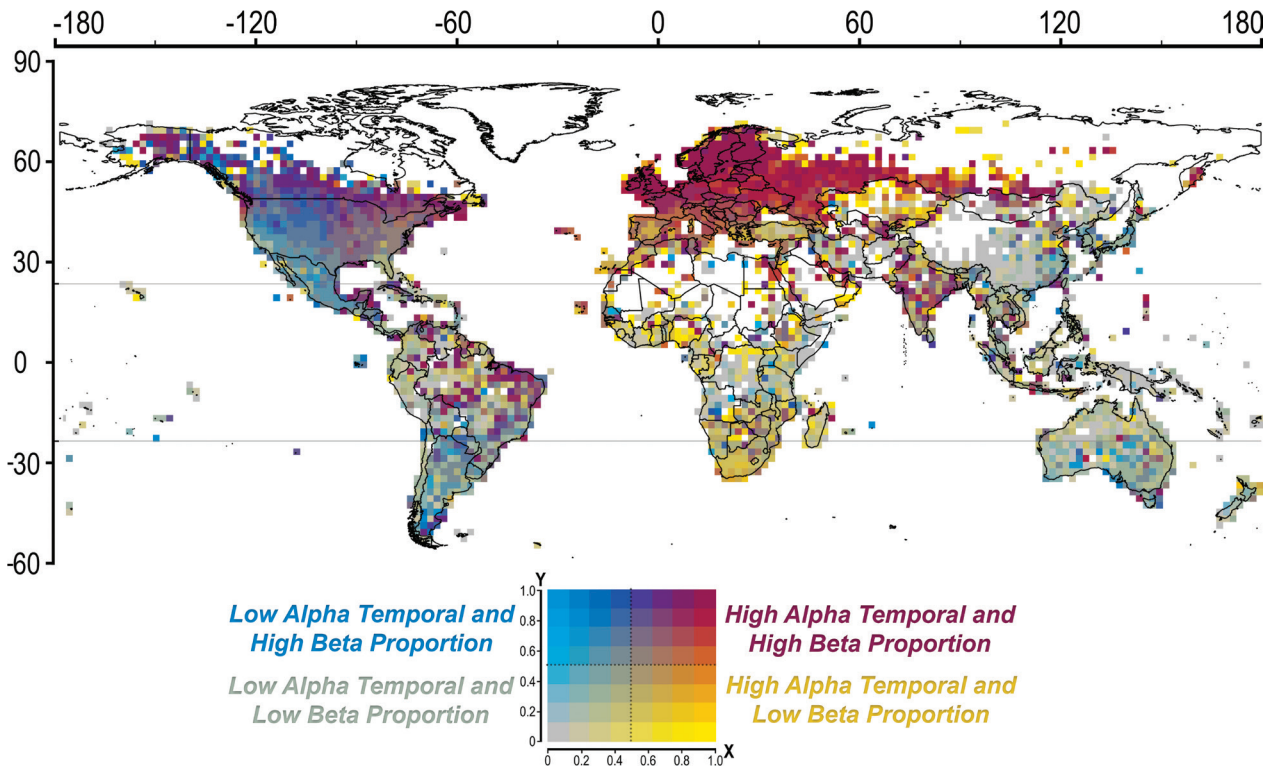 -180 -120 -60 0 60 120 180
90
60
30
0
-30
-60
Low Alpha Temporal and
High Beta Proportion
Low Alpha Temporal and
Low Beta Proportion
Y
1.0
0.8
0.6
0.4
0.2
0
0 0.2 0.4 0.6 0.8 1.0
X
High Alpha Temporal and
High Beta Proportion
High Alpha Temporal and
Low Beta Proportion